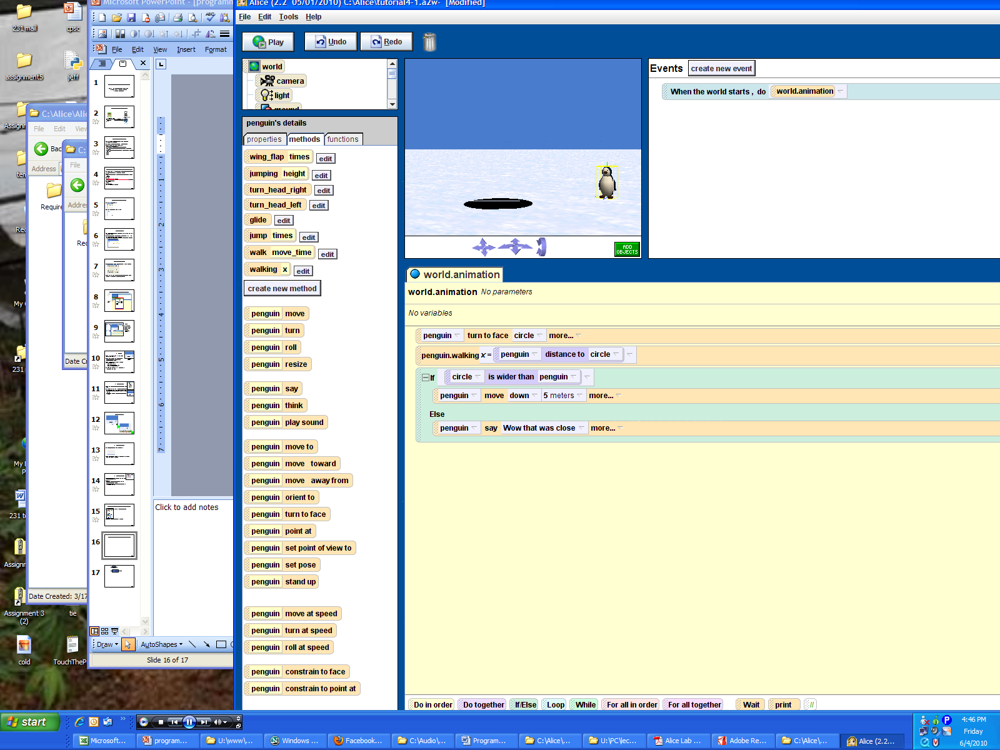 231 mail
cpsc
assignment5
jeff
Microsoft PowerPoint - [programm
File Edit View Insert Format
1
2
3
4
5
6
7
8
9
10
11
12
13
14
15
16
17
Click to add notes
Draw AutoShapes
Slide 16 of 17
C:\Alice\Ali
File Edit View
Bac
Address
Require
C:
File
Addre
Rec
Date C
Date Created: 3/17
Assignment 3
(2)
tie
cold
TouchTheP
Alice (2.2 05/01/2010) C:\Alice\tutorial4-1.a2w- [Modified]
File Edit Tools Help
Play Undo Redo
world
camera
light
ground
penguin's details
properties methods functions
wing_flap times edit
jumping height edit
turn_head_right edit
turn_head_left edit
glide edit
jump times edit
walk move_time edit
walking x edit
create new method
penguin move
penguin turn
penguin roll
penguin resize
penguin say
penguin think
penguin play sound
penguin move to
penguin move toward
penguin move away from
penguin orient to
penguin turn to face
penguin point at
penguin set point of view to
penguin set pose
penguin stand up
penguin move at speed
penguin turn at speed
penguin roll at speed
penguin constrain to face
penguin constrain to point at
ADD
OBJECTS
Events create new event
When the world starts , do world.animation
world.animation
world.animation No parameters
No variables
penguin turn to face circle more...
penguin.walking x = penguin distance to circle
If circle is wider than penguin
penguin move down 5 meters more...
Else
penguin say Wow that was close more...
Do in order Do together If/Else Loop While For all in order For all together Wait print //
start
Microsoft... program... U:\www\... Windows ... Facebook... C:\Audio\... Program... C:\Alice\... U:\PC\lec... Alice Lab ... Adobe Re... C:\Alice\... Alice (2.2...
4:46 PM
Friday
6/4/2010